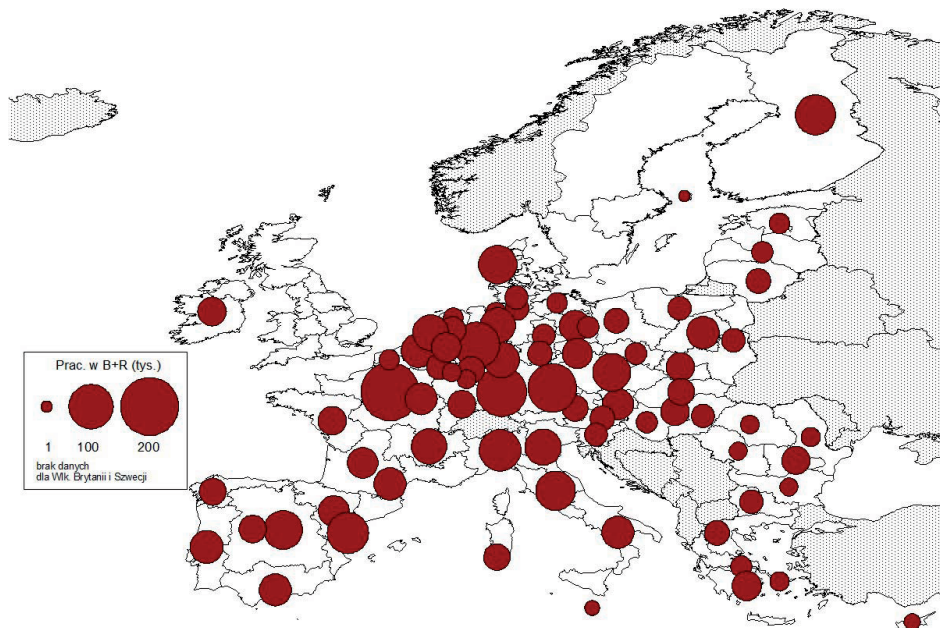 Prac. w B+R (tys.)
1 100 200
brak danych
dla Wlk. Brytanii i Szwecji